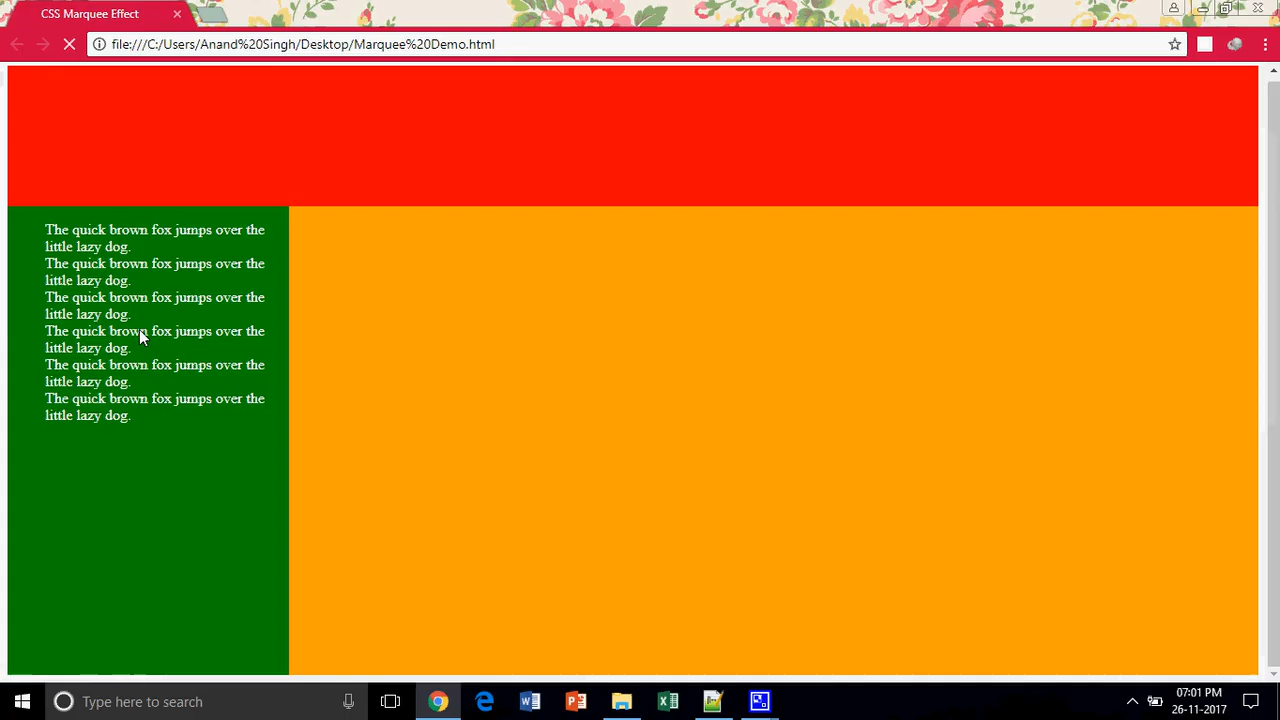 CSS Marquee Effect
file:///C:/Users/Anand%20Singh/Desktop/Marquee%20Demo.html
The quick brown fox jumps over the
little lazy dog.
The quick brown fox jumps over the
little lazy dog.
The quick brown fox jumps over the
little lazy dog.
The quick brown fox jumps over the
little lazy dog.
The quick brown fox jumps over the
little lazy dog.
The quick brown fox jumps over the
little lazy dog.
Type here to search
07:01 PM
26-11-2017